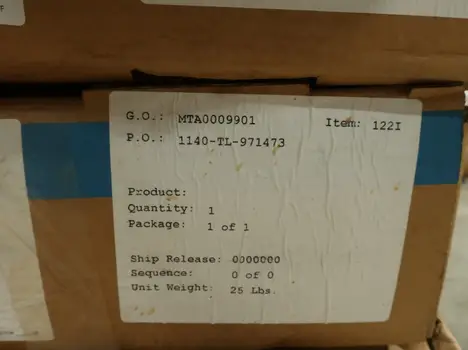 G.O.: MTA0009901 Item: 122I
P.O.: 1140-TL-971473
Product:
Quantity: 1
Package: 1 of 1
Ship Release: 0000000
Sequence: 0 of 0
Unit Weight: 25 Lbs.